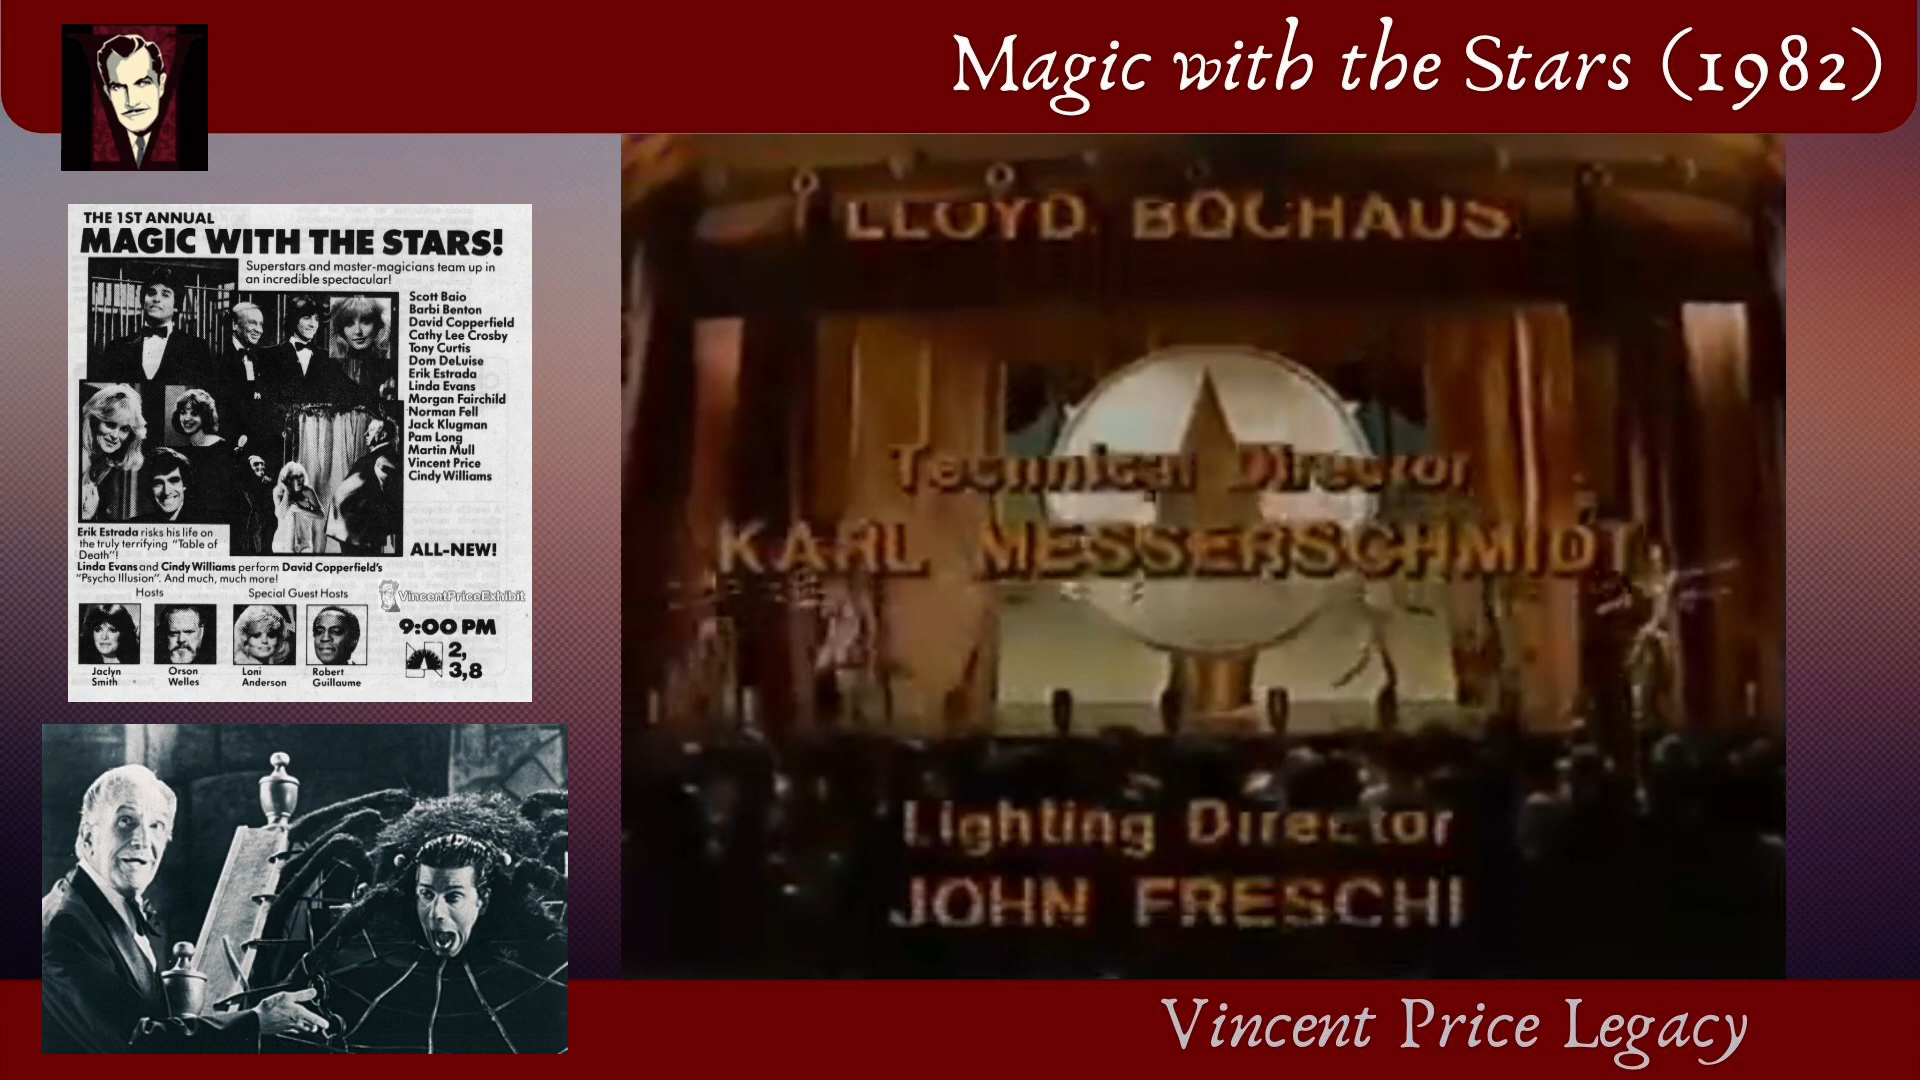 Magic with the Stars (1982)
THE 1ST ANNUAL
MAGIC WITH THE STARS!
Superstars and master-magicians team up in
an incredible spectacular!
Scott Baio
Barbi Benton
David Copperfield
Cathy Lee Crosby
Tony Curtis
Dom DeLuise
Erik Estrada
Linda Evans
Morgan Fairchild
Norman Fell
Jack Klugman
Pam Long
Martin Mull
Vincent Price
Cindy Williams
Erik Estrada risks his life on
the truly terrifying "Table of
Death"!
ALL-NEW!
Linda Evans and Cindy Williams perform David Copperfield's
"Psycho Illusion". And much, much more!
Hosts
Special Guest Hosts
VincentPriceExhibit
Jaclyn
Smith
Orson
Welles
Loni
Anderson
Robert
Guillaume
9:00 PM
2,
3,8
LLOYD BOCHAUS
Technical Director
KARL MESSERSCHMIDT
Lighting Director
JOHN FRESCHI
Vincent Price Legacy